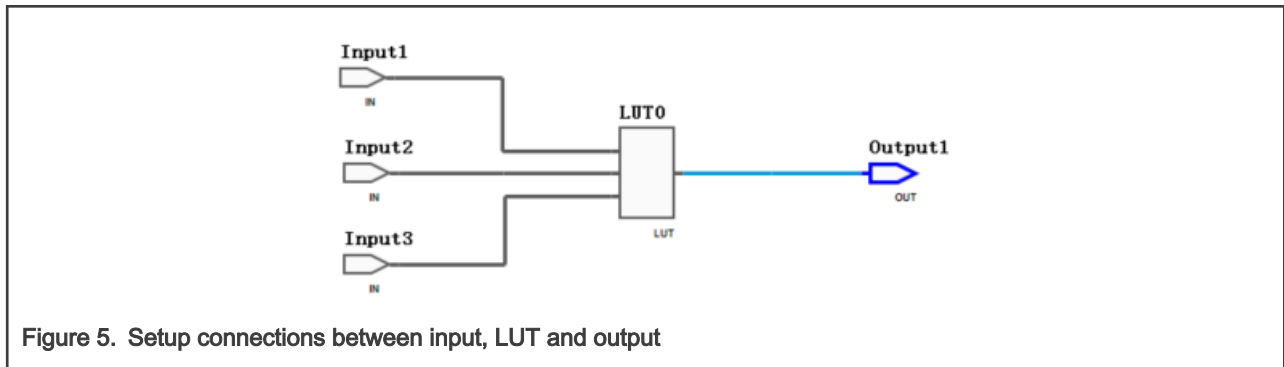 Input1
IN
LUT0
Input2
IN
Output1
OUT
Input3
IN
LUT
Figure 5. Setup connections between input, LUT and output